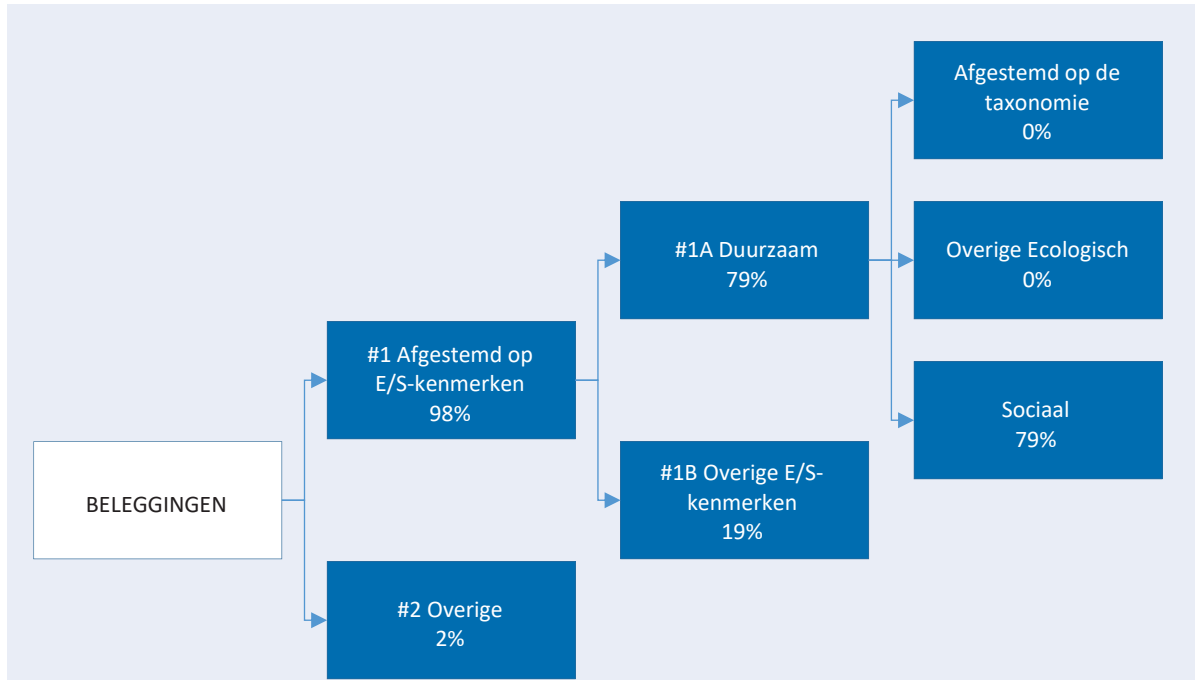 BELEGGINGEN
#1 Afgestemd op
E/S-kenmerken
98%
#2 Overige
2%
#1A Duurzaam
79%
#1B Overige E/S-
kenmerken
19%
Afgestemd op de
taxonomie
0%
Overige Ecologisch
0%
Sociaal
79%